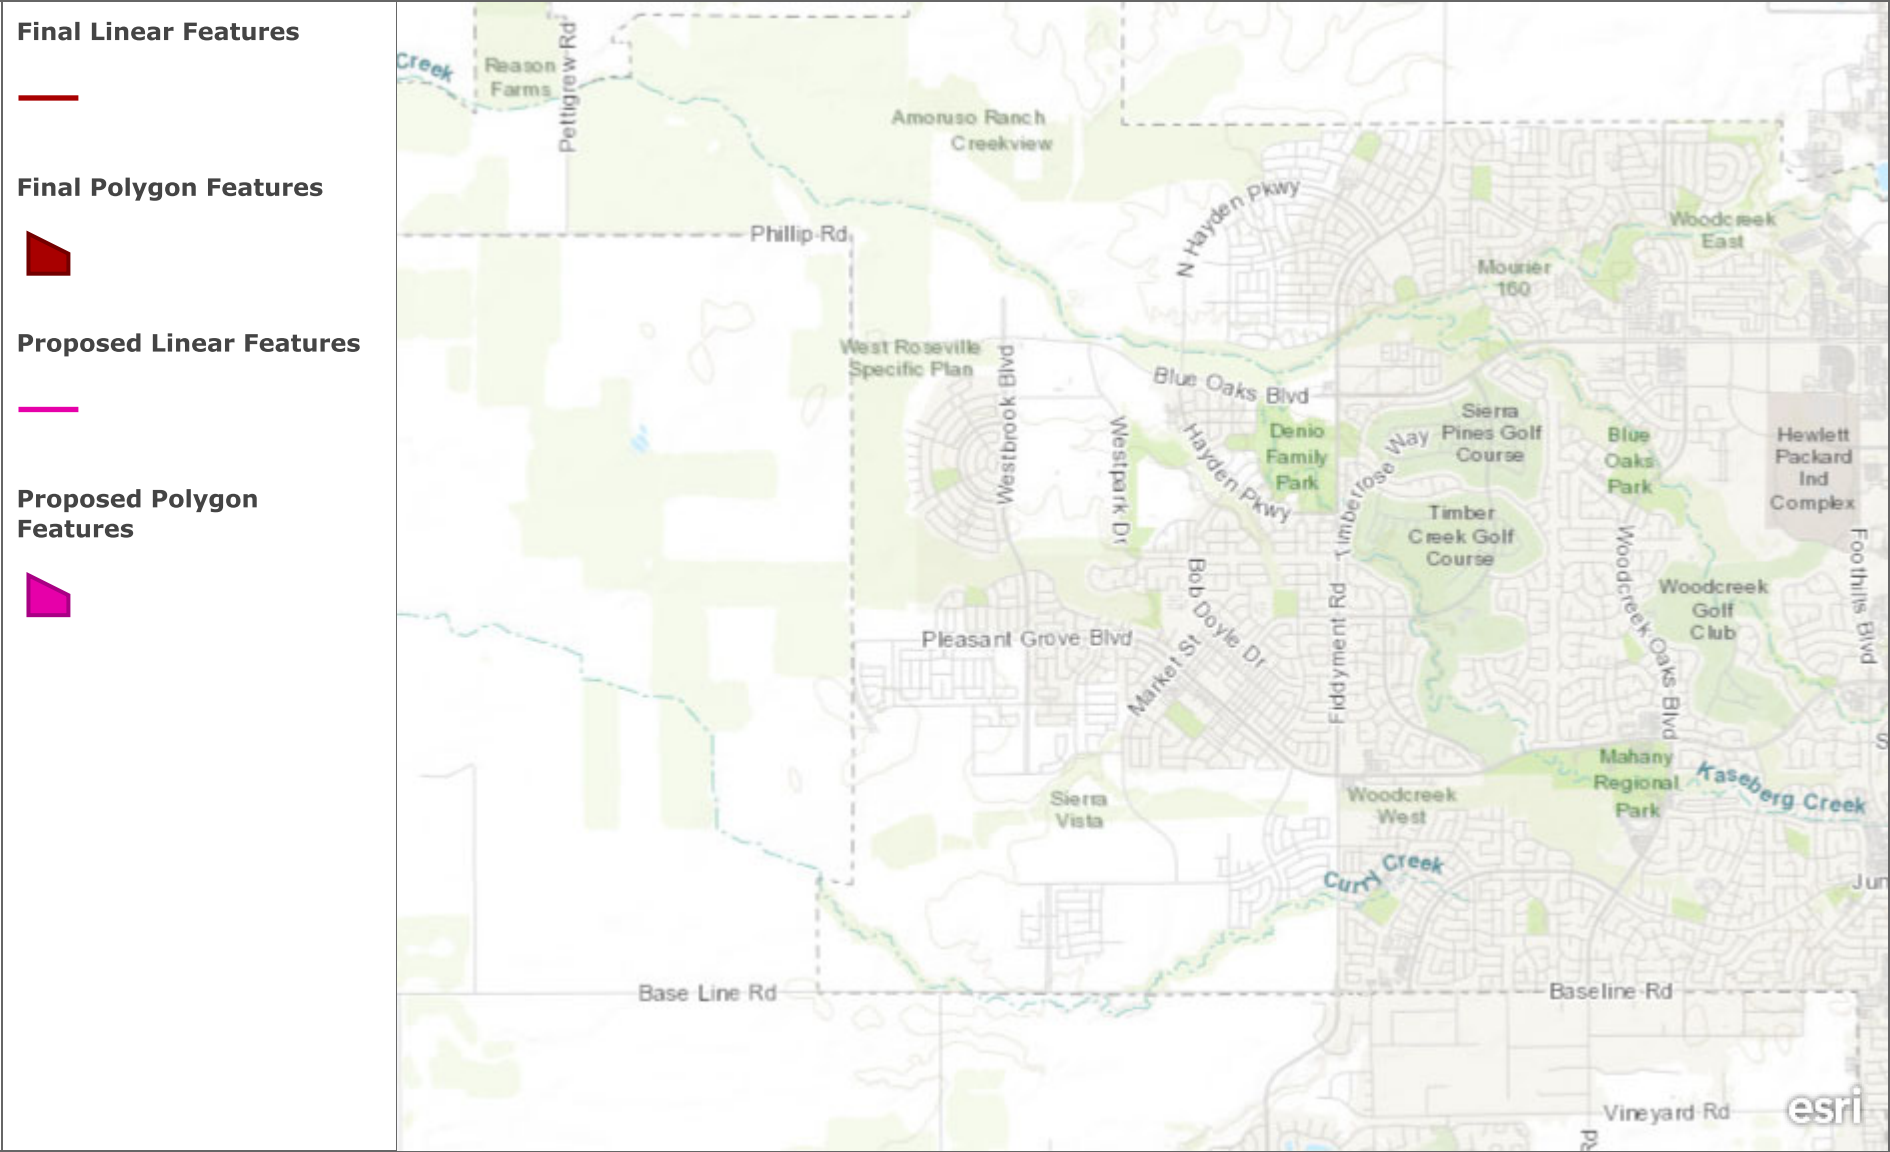 Final Linear Features
Final Polygon Features
Proposed Linear Features
Proposed Polygon
Features
Creek
Reason
Farms
Pettigrew Rd
Amoruso Ranch
Creekview
N Hayden Pkwy
Woodcreek
East
Phillip Rd
Mourier
160
West Roseville
Specific Plan
Westbrook Blvd
Blue Oaks Blvd
Westpark Dr
Hayden Pkwy
Denio
Family
Park
Timberrose Way
Sierra
Pines Golf
Course
Blue
Oaks
Park
Hewlett
Packard
Ind
Complex
Timber
Creek Golf
Course
Woodcreek Oaks Blvd
Foothills Blvd
Bob Doyle Dr
Fiddyment Rd
Woodcreek
Golf
Club
Pleasant Grove Blvd
Market St
Mahany
Regional
Park
Kaseberg Creek
Sierra
Vista
Woodcreek
West
Curry Creek
Jun
Base Line Rd
Baseline Rd
Vineyard Rd
Rd
esri